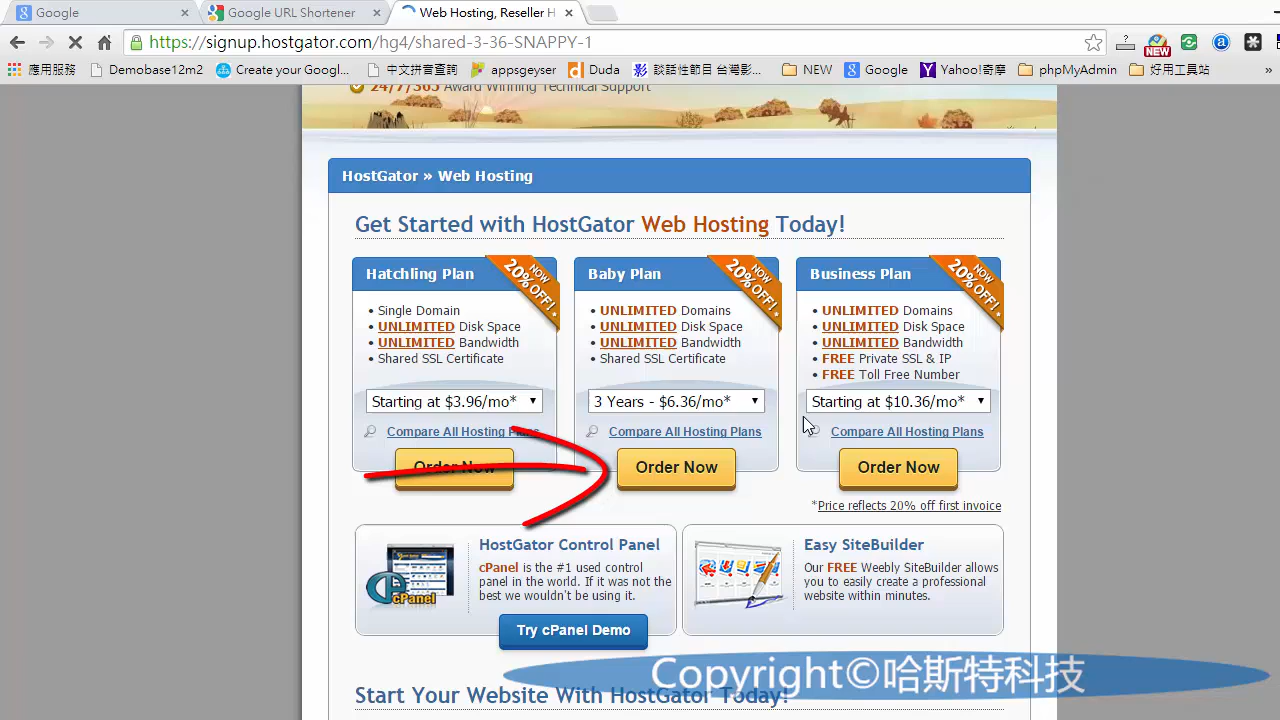 Google
Google URL Shortener
Web Hosting, Reseller H
https://signup.hostgator.com/hg4/shared-3-36-SNAPPY-1
NEW
應用服務
Demobase12m2
Create your Googl...
中文拼音查詢
appsgeyser
Duda
談話性節目 台灣影...
NEW
Google
Yahoo!奇摩
phpMyAdmin
好用工具站
»
24/7/365 Award Winning Technical Support
HostGator » Web Hosting
Get Started with HostGator Web Hosting Today!
Hatchling Plan
NOW
20% OFF!*
• Single Domain
• UNLIMITED Disk Space
• UNLIMITED Bandwidth
• Shared SSL Certificate
Starting at $3.96/mo*
Compare All Hosting Plans
Order Now
Baby Plan
NOW
20% OFF!*
• UNLIMITED Domains
• UNLIMITED Disk Space
• UNLIMITED Bandwidth
• Shared SSL Certificate
3 Years - $6.36/mo*
Compare All Hosting Plans
Order Now
Business Plan
NOW
20% OFF!*
• UNLIMITED Domains
• UNLIMITED Disk Space
• UNLIMITED Bandwidth
• FREE Private SSL & IP
• FREE Toll Free Number
Starting at $10.36/mo*
Compare All Hosting Plans
Order Now
*Price reflects 20% off first invoice
cPanel
HostGator Control Panel
cPanel is the #1 used control
panel in the world. If it was not the
best we wouldn't be using it.
Try cPanel Demo
Easy SiteBuilder
Our FREE Weebly SiteBuilder allows
you to easily create a professional
website within minutes.
Copyright©哈斯特科技
Start Your Website With HostGator Today!